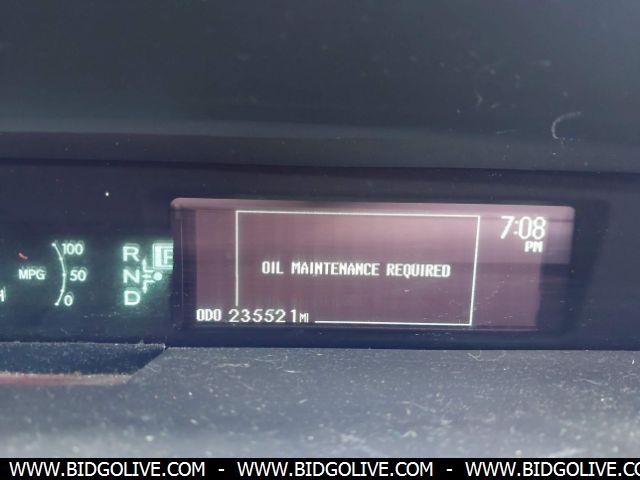 7:08
PM
100
MPG
50
0
H
R
P
N
D
OIL MAINTENANCE REQUIRED
ODO 235521 MI
WWW.BIDGOLIVE.COM - WWW.BIDGOLIVE.COM - WWW.BIDGOLIVE.COM